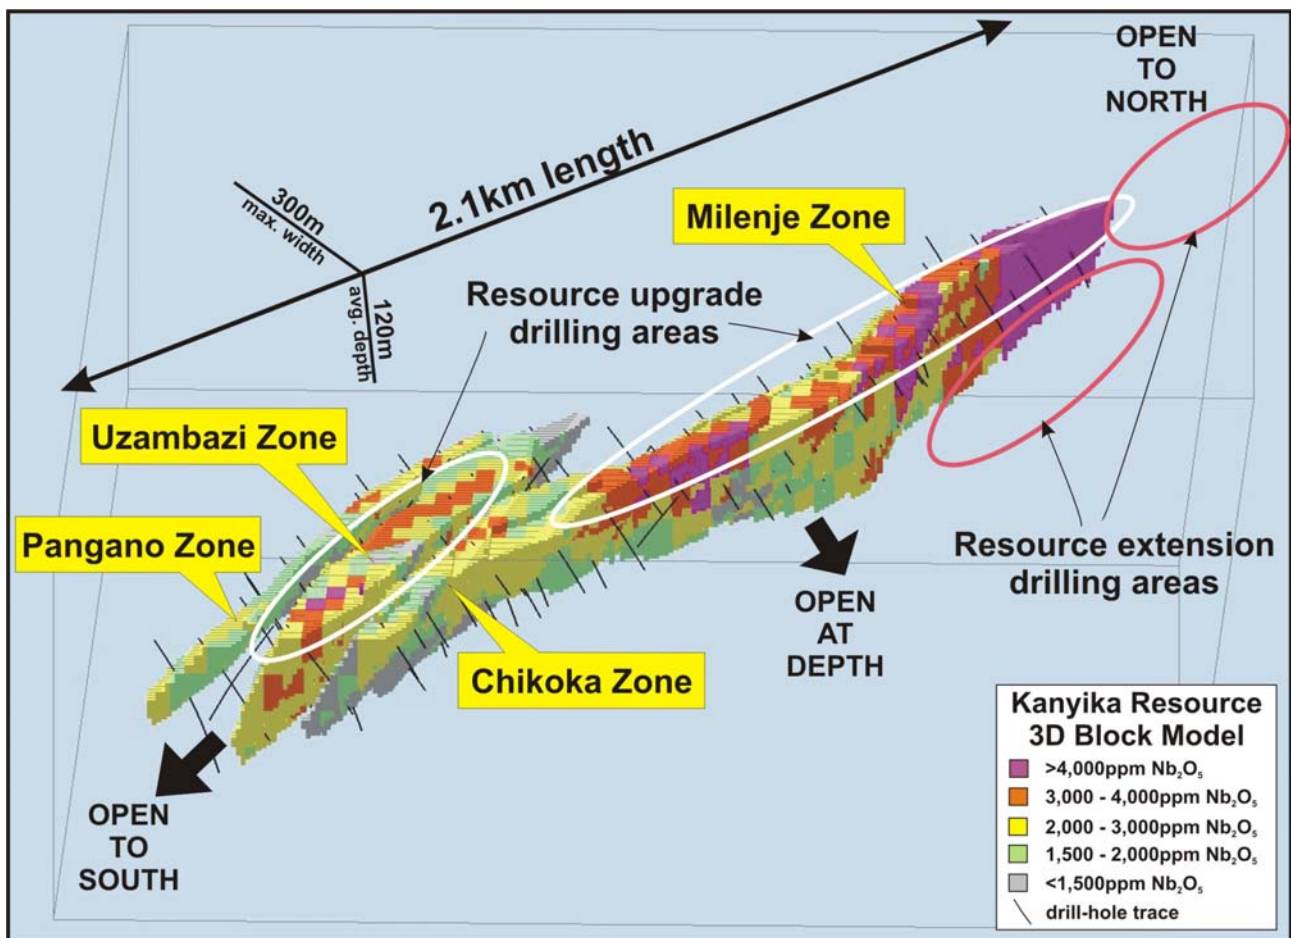 OPEN
TO
NORTH
2.1km length
300m
max. width
120m
avg. depth
Milenje Zone
Resource upgrade
drilling areas
Uzambazi Zone
Pangano Zone
Chikoka Zone
Resource extension
drilling areas
OPEN
AT
DEPTH
OPEN
TO
SOUTH
Kanyika Resource
3D Block Model
>4,000ppm Nb₂O₅
3,000 - 4,000ppm Nb₂O₅
2,000 - 3,000ppm Nb₂O₅
1,500 - 2,000ppm Nb₂O₅
<1,500ppm Nb₂O₅
drill-hole trace